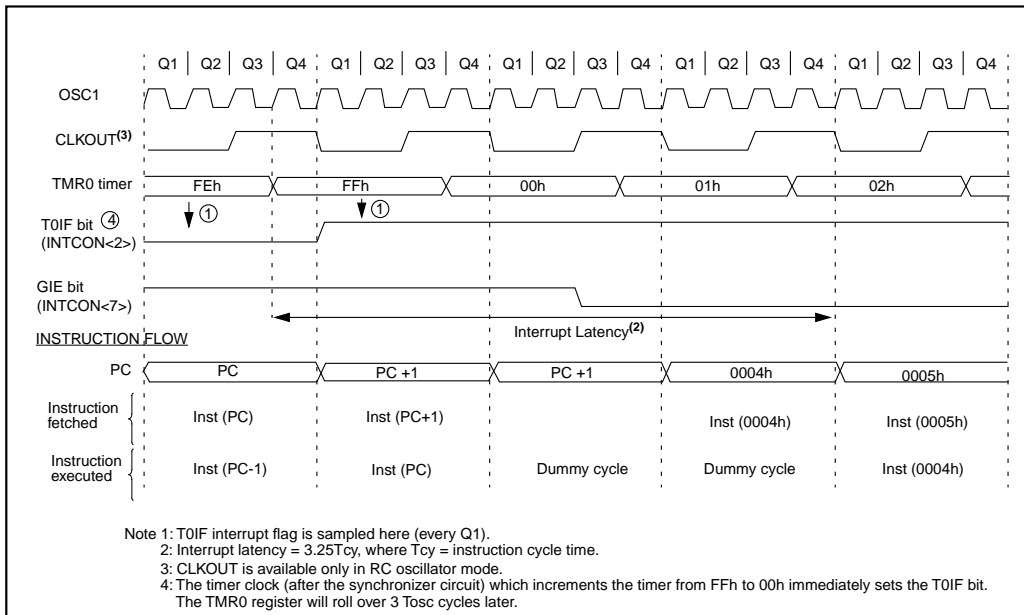 Q1 | Q2 | Q3 | Q4 Q1 | Q2 | Q3 | Q4 Q1 | Q2 | Q3 | Q4 Q1 | Q2 | Q3 | Q4 Q1 | Q2 | Q3 | Q4
OSC1
CLKOUT(3)
TMR0 timer FEh FFh 00h 01h 02h
1 1
T0IF bit 4
(INTCON<2>)
GIE bit
(INTCON<7>)
Interrupt Latency(2)
INSTRUCTION FLOW
PC PC PC +1 PC +1 0004h 0005h
Instruction
fetched
Inst (PC) Inst (PC+1) Inst (0004h) Inst (0005h)
Instruction
executed
Inst (PC-1) Inst (PC) Dummy cycle Dummy cycle Inst (0004h)
Note 1: T0IF interrupt flag is sampled here (every Q1).
2: Interrupt latency = 3.25Tcy, where Tcy = instruction cycle time.
3: CLKOUT is available only in RC oscillator mode.
4: The timer clock (after the synchronizer circuit) which increments the timer from FFh to 00h immediately sets the T0IF bit.
The TMR0 register will roll over 3 Tosc cycles later.